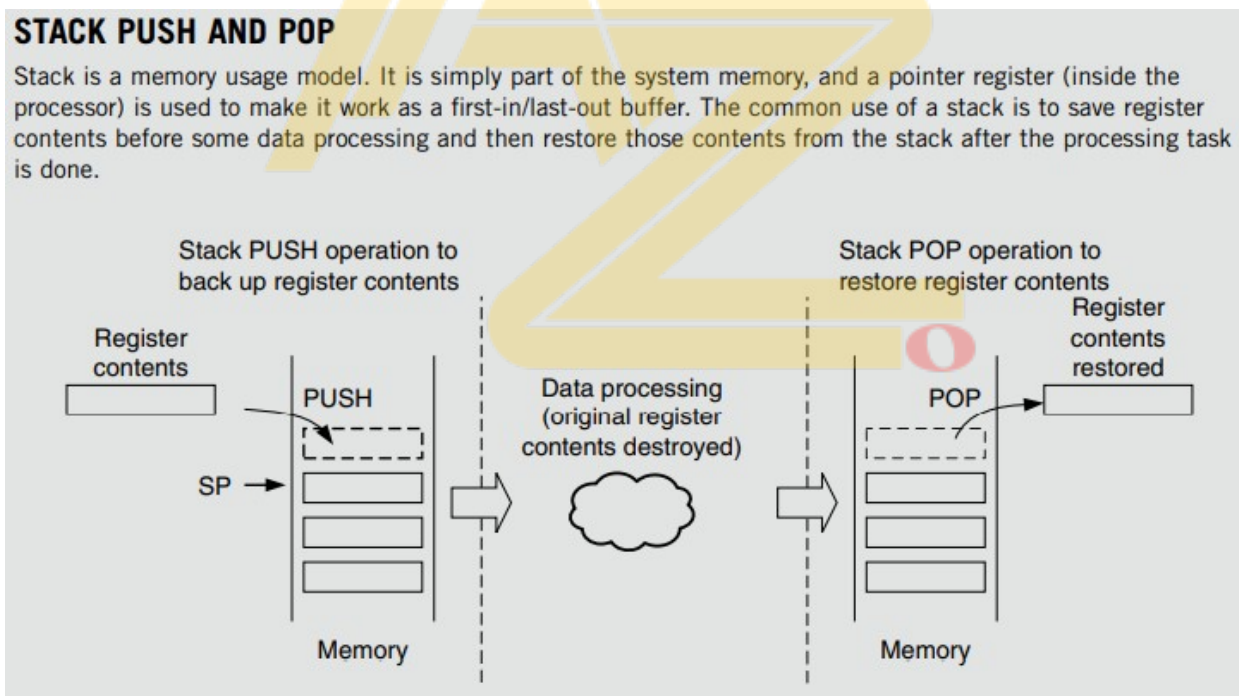 STACK PUSH AND POP
Stack is a memory usage model. It is simply part of the system memory, and a pointer register (inside the
processor) is used to make it work as a first-in/last-out buffer. The common use of a stack is to save register
contents before some data processing and then restore those contents from the stack after the processing task
is done.
Stack PUSH operation to
back up register contents
Stack POP operation to
restore register contents
Register
contents
PUSH
SP
Memory
Data processing
(original register
contents destroyed)
POP
Register
contents
restored
Memory